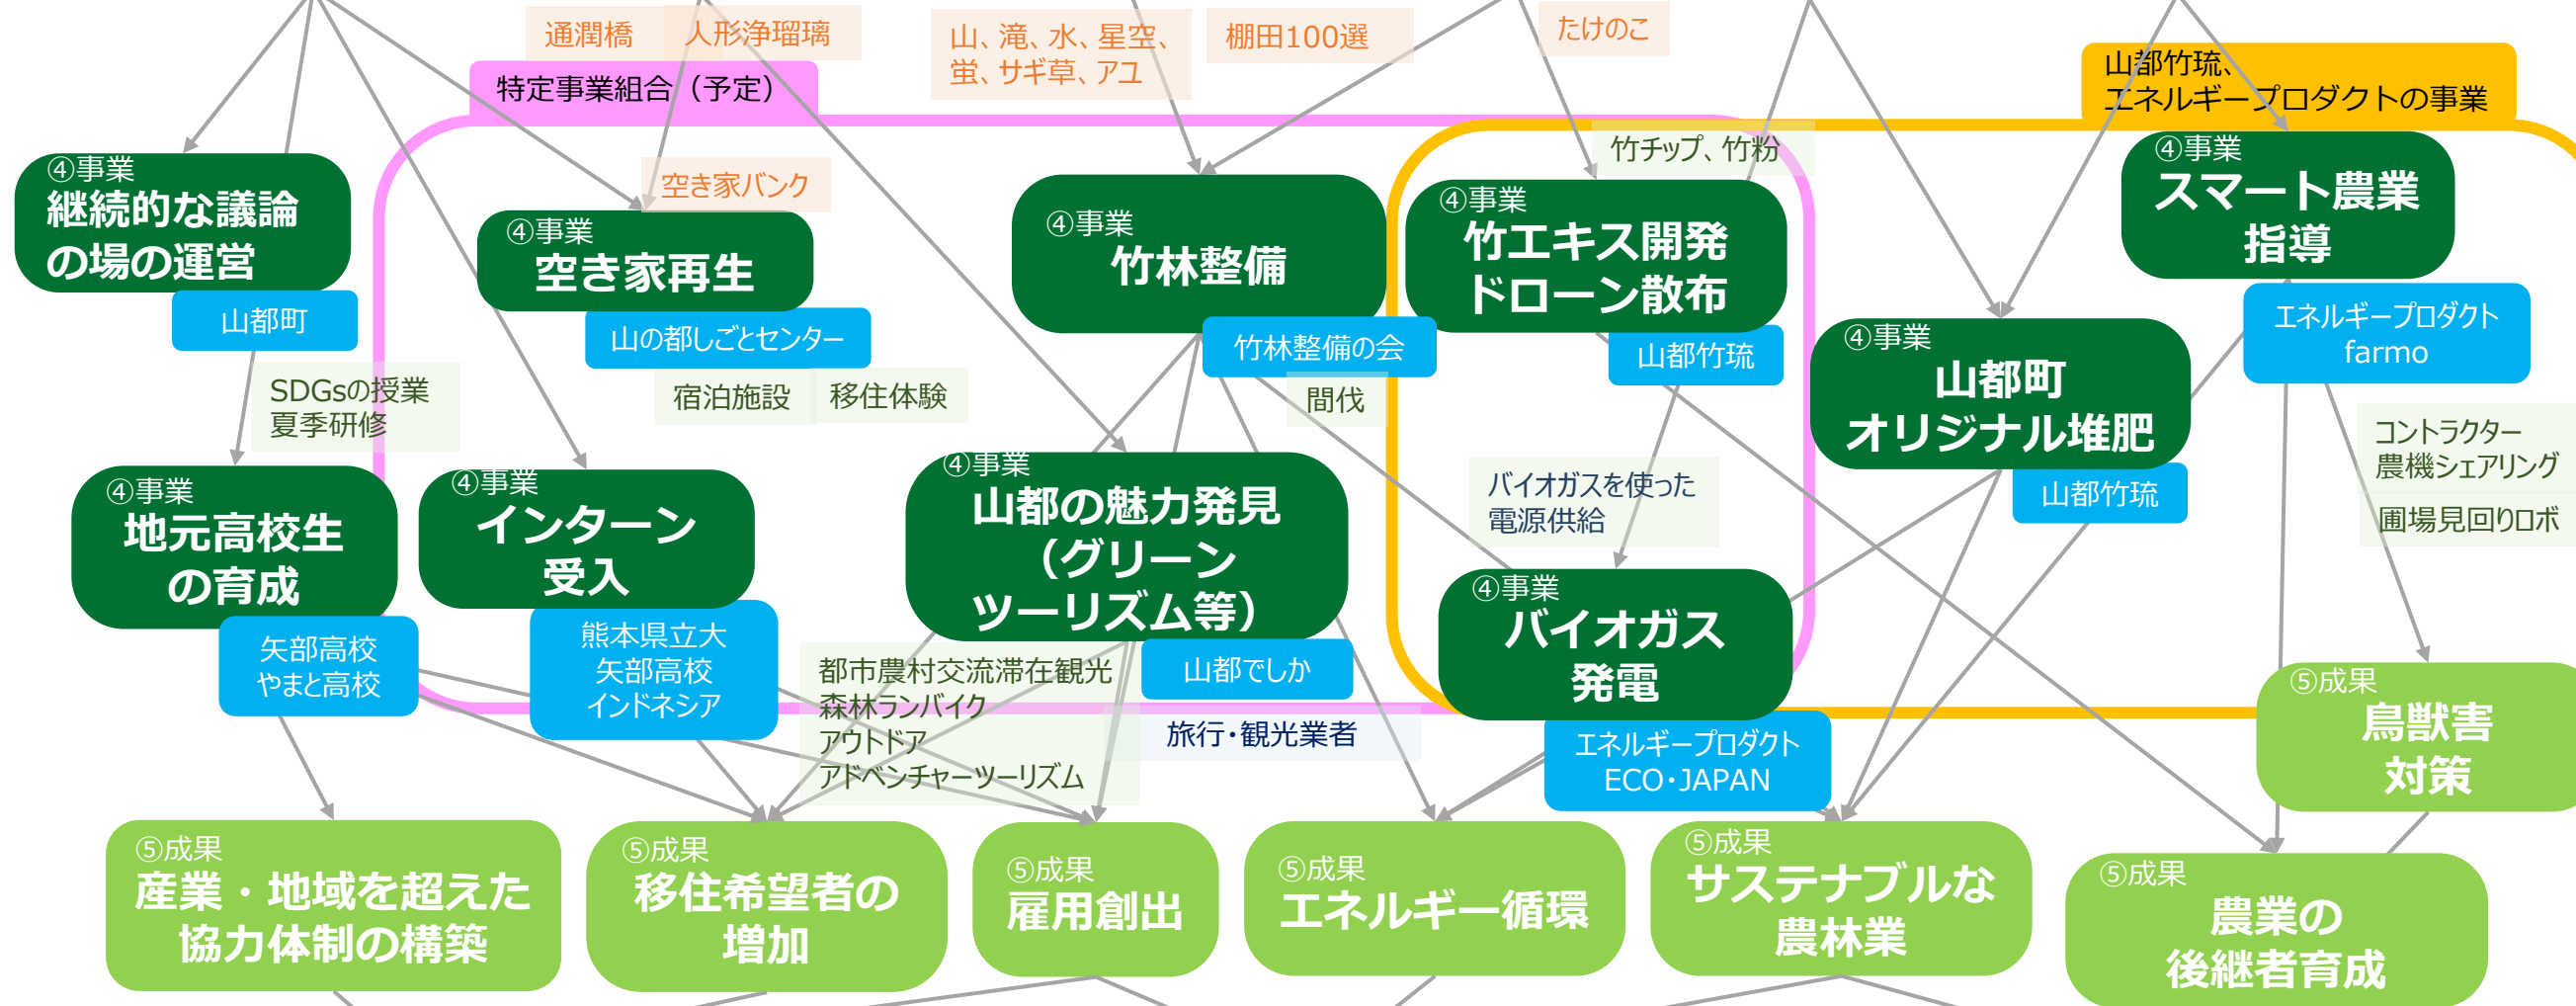 通潤橋
人形浄瑠璃
山、滝、水、星空、
蛍、サギ草、アユ
棚田100選
たけのこ
特定事業組合（予定）
山都竹琉、
エネルギープロダクトの事業
④事業
継続的な議論
の場の運営
山都町
空き家バンク
④事業
空き家再生
山の都しごとセンター
宿泊施設
移住体験
④事業
竹林整備
竹林整備の会
間伐
竹チップ、竹粉
④事業
竹エキス開発
ドローン散布
山都竹琉
④事業
山都町
オリジナル堆肥
山都竹琉
④事業
スマート農業
指導
エネルギープロダクト
farmo
コントラクター
農機シェアリング
圃場見回りロボ
SDGsの授業
夏季研修
④事業
地元高校生
の育成
矢部高校
やまと高校
④事業
インターン
受入
熊本県立大
矢部高校
インドネシア
④事業
山都の魅力発見
（グリーン
ツーリズム等）
山都でしか
都市農村交流滞在観光
森林ランバイク
アウトドア
アドベンチャーツーリズム
旅行・観光業者
バイオガスを使った
電源供給
④事業
バイオガス
発電
エネルギープロダクト
ECO・JAPAN
⑤成果
鳥獣害
対策
⑤成果
産業・地域を超えた
協力体制の構築
⑤成果
移住希望者の
増加
⑤成果
雇用創出
⑤成果
エネルギー循環
⑤成果
サステナブルな
農林業
⑤成果
農業の
後継者育成